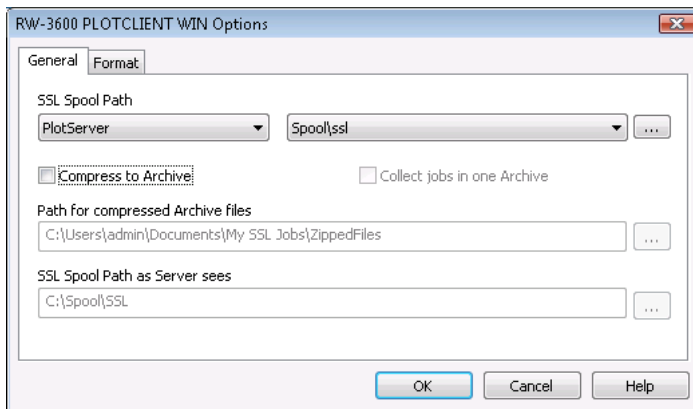 RW-3600 PLOTCLIENT WIN Options
General Format
SSL Spool Path
PlotServer Spool\ssl ...
Compress to Archive Collect jobs in one Archive
Path for compressed Archive files
C:\Users\admin\Documents\My SSL Jobs\ZippedFiles ...
SSL Spool Path as Server sees
C:\Spool\SSL ...
OK Cancel Help